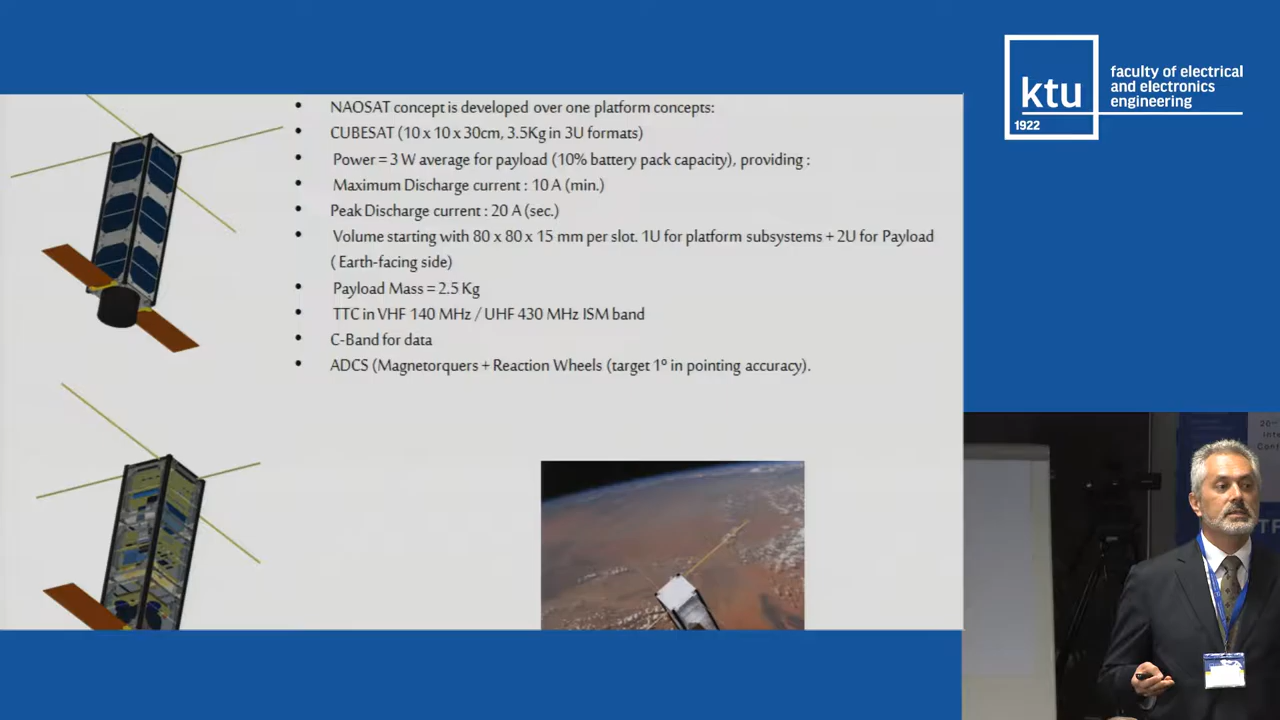 NAOSAT concept is developed over one platform concepts:
CUBESAT (10 x 10 x 30cm, 3.5Kg in 3U formats)
Power = 3 W average for payload (10% battery pack capacity), providing :
Maximum Discharge current : 10 A (min.)
Peak Discharge current : 20 A (sec.)
Volume starting with 80 x 80 x 15 mm per slot. 1U for platform subsystems + 2U for Payload
( Earth-facing side)
Payload Mass = 2.5 Kg
TTC in VHF 140 MHz / UHF 430 MHz ISM band
C-Band for data
ADCS (Magnetorquers + Reaction Wheels (target 1º in pointing accuracy).
ktu
1922
faculty of electrical
and electronics
engineering